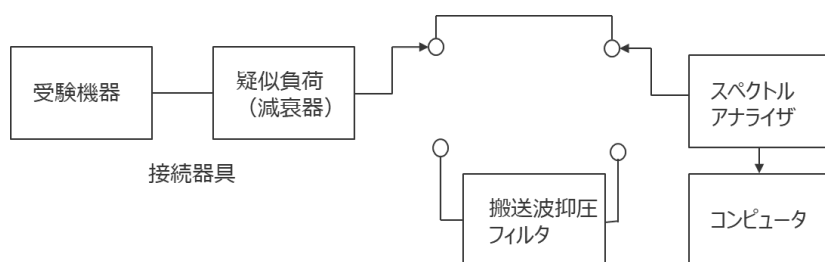 受験機器
疑似負荷
（減衰器）
スペクトル
アナライザ
接続器具
搬送波抑圧
フィルタ
コンピュータ